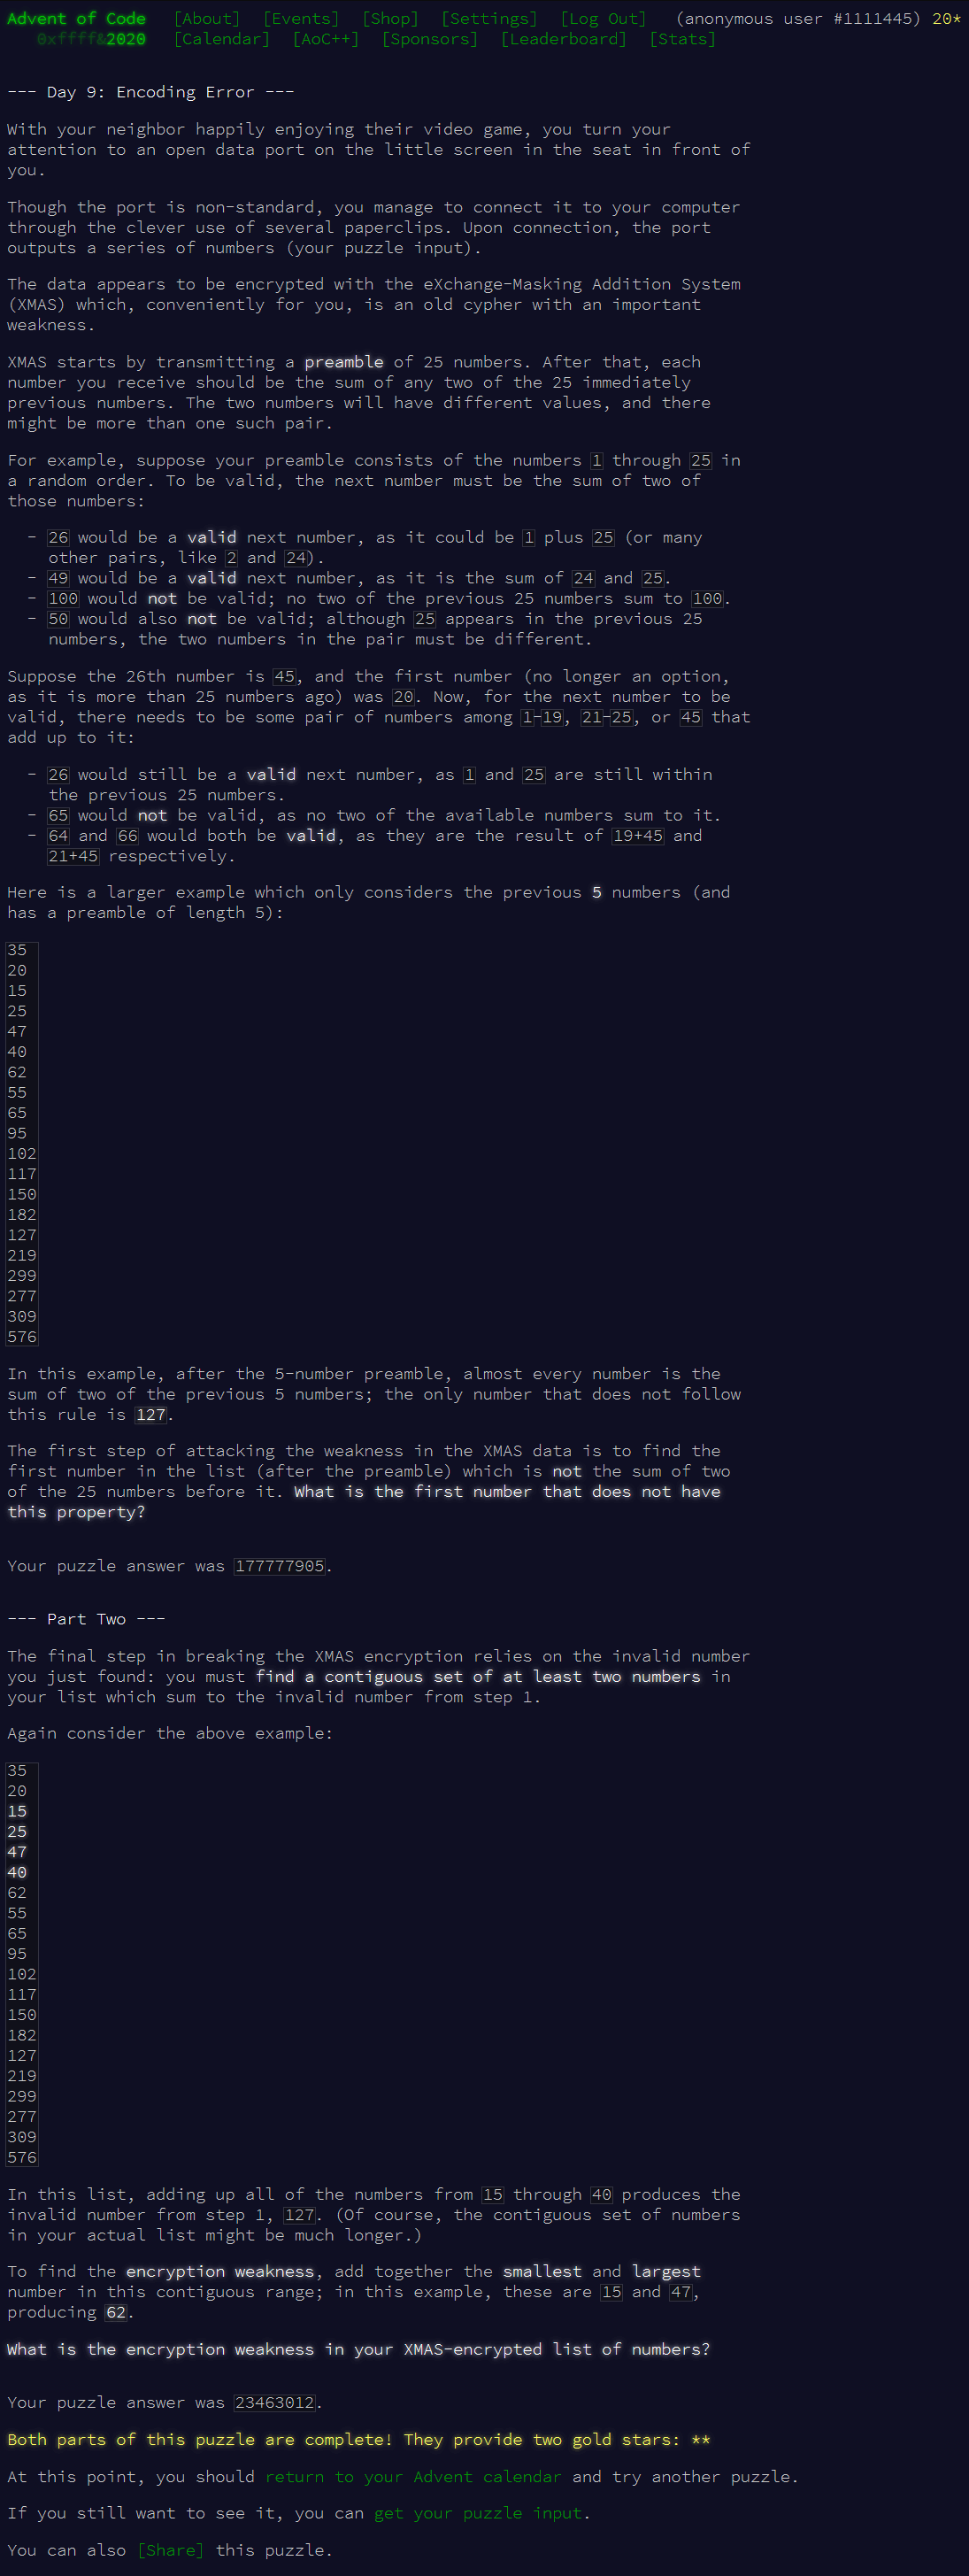 Advent of Code [About] [Events] [Shop] [Settings] [Log Out] (anonymous user #1111445) 20*
0xffff&2020 [Calendar] [AoC++] [Sponsors] [Leaderboard] [Stats]
--- Day 9: Encoding Error ---
With your neighbor happily enjoying their video game, you turn your
attention to an open data port on the little screen in the seat in front of
you.
Though the port is non-standard, you manage to connect it to your computer
through the clever use of several paperclips. Upon connection, the port
outputs a series of numbers (your puzzle input).
The data appears to be encrypted with the eXchange-Masking Addition System
(XMAS) which, conveniently for you, is an old cypher with an important
weakness.
XMAS starts by transmitting a preamble of 25 numbers. After that, each
number you receive should be the sum of any two of the 25 immediately
previous numbers. The two numbers will have different values, and there
might be more than one such pair.
For example, suppose your preamble consists of the numbers 1 through 25 in
a random order. To be valid, the next number must be the sum of two of
those numbers:
- 26 would be a valid next number, as it could be 1 plus 25 (or many
other pairs, like 2 and 24).
- 49 would be a valid next number, as it is the sum of 24 and 25.
- 100 would not be valid; no two of the previous 25 numbers sum to 100.
- 50 would also not be valid; although 25 appears in the previous 25
numbers, the two numbers in the pair must be different.
Suppose the 26th number is 45, and the first number (no longer an option,
as it is more than 25 numbers ago) was 20. Now, for the next number to be
valid, there needs to be some pair of numbers among 1-19, 21-25, or 45 that
add up to it:
- 26 would still be a valid next number, as 1 and 25 are still within
the previous 25 numbers.
- 65 would not be valid, as no two of the available numbers sum to it.
- 64 and 66 would both be valid, as they are the result of 19+45 and
21+45 respectively.
Here is a larger example which only considers the previous 5 numbers (and
has a preamble of length 5):
35
20
15
25
47
40
62
55
65
95
102
117
150
182
127
219
299
277
309
576
In this example, after the 5-number preamble, almost every number is the
sum of two of the previous 5 numbers; the only number that does not follow
this rule is 127.
The first step of attacking the weakness in the XMAS data is to find the
first number in the list (after the preamble) which is not the sum of two
of the 25 numbers before it. What is the first number that does not have
this property?
Your puzzle answer was 177777905.
--- Part Two ---
The final step in breaking the XMAS encryption relies on the invalid number
you just found: you must find a contiguous set of at least two numbers in
your list which sum to the invalid number from step 1.
Again consider the above example:
35
20
15
25
47
40
62
55
65
95
102
117
150
182
127
219
299
277
309
576
In this list, adding up all of the numbers from 15 through 40 produces the
invalid number from step 1, 127. (Of course, the contiguous set of numbers
in your actual list might be much longer.)
To find the encryption weakness, add together the smallest and largest
number in this contiguous range; in this example, these are 15 and 47,
producing 62.
What is the encryption weakness in your XMAS-encrypted list of numbers?
Your puzzle answer was 23463012.
Both parts of this puzzle are complete! They provide two gold stars: **
At this point, you should return to your Advent calendar and try another puzzle.
If you still want to see it, you can get your puzzle input.
You can also [Share] this puzzle.